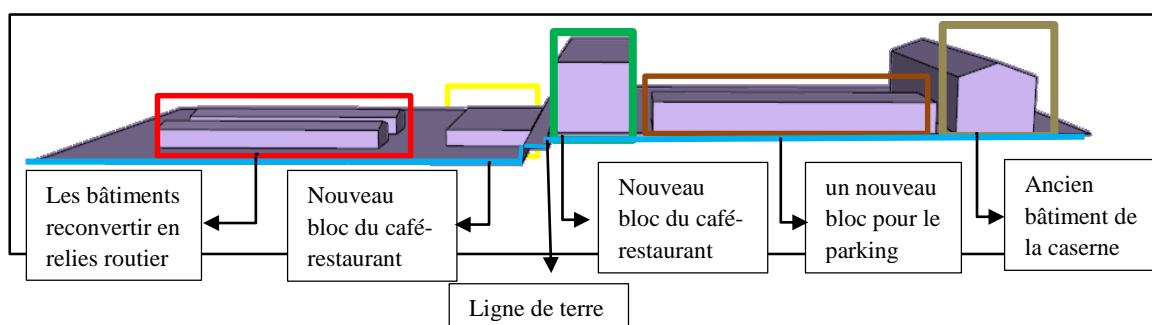 Les bâtiments
reconvertir en
relies routier
Nouveau
bloc du café-
restaurant
Nouveau
bloc du café-
restaurant
un nouveau
bloc pour le
parking
Ancien
bâtiment de
la caserne
Ligne de terre